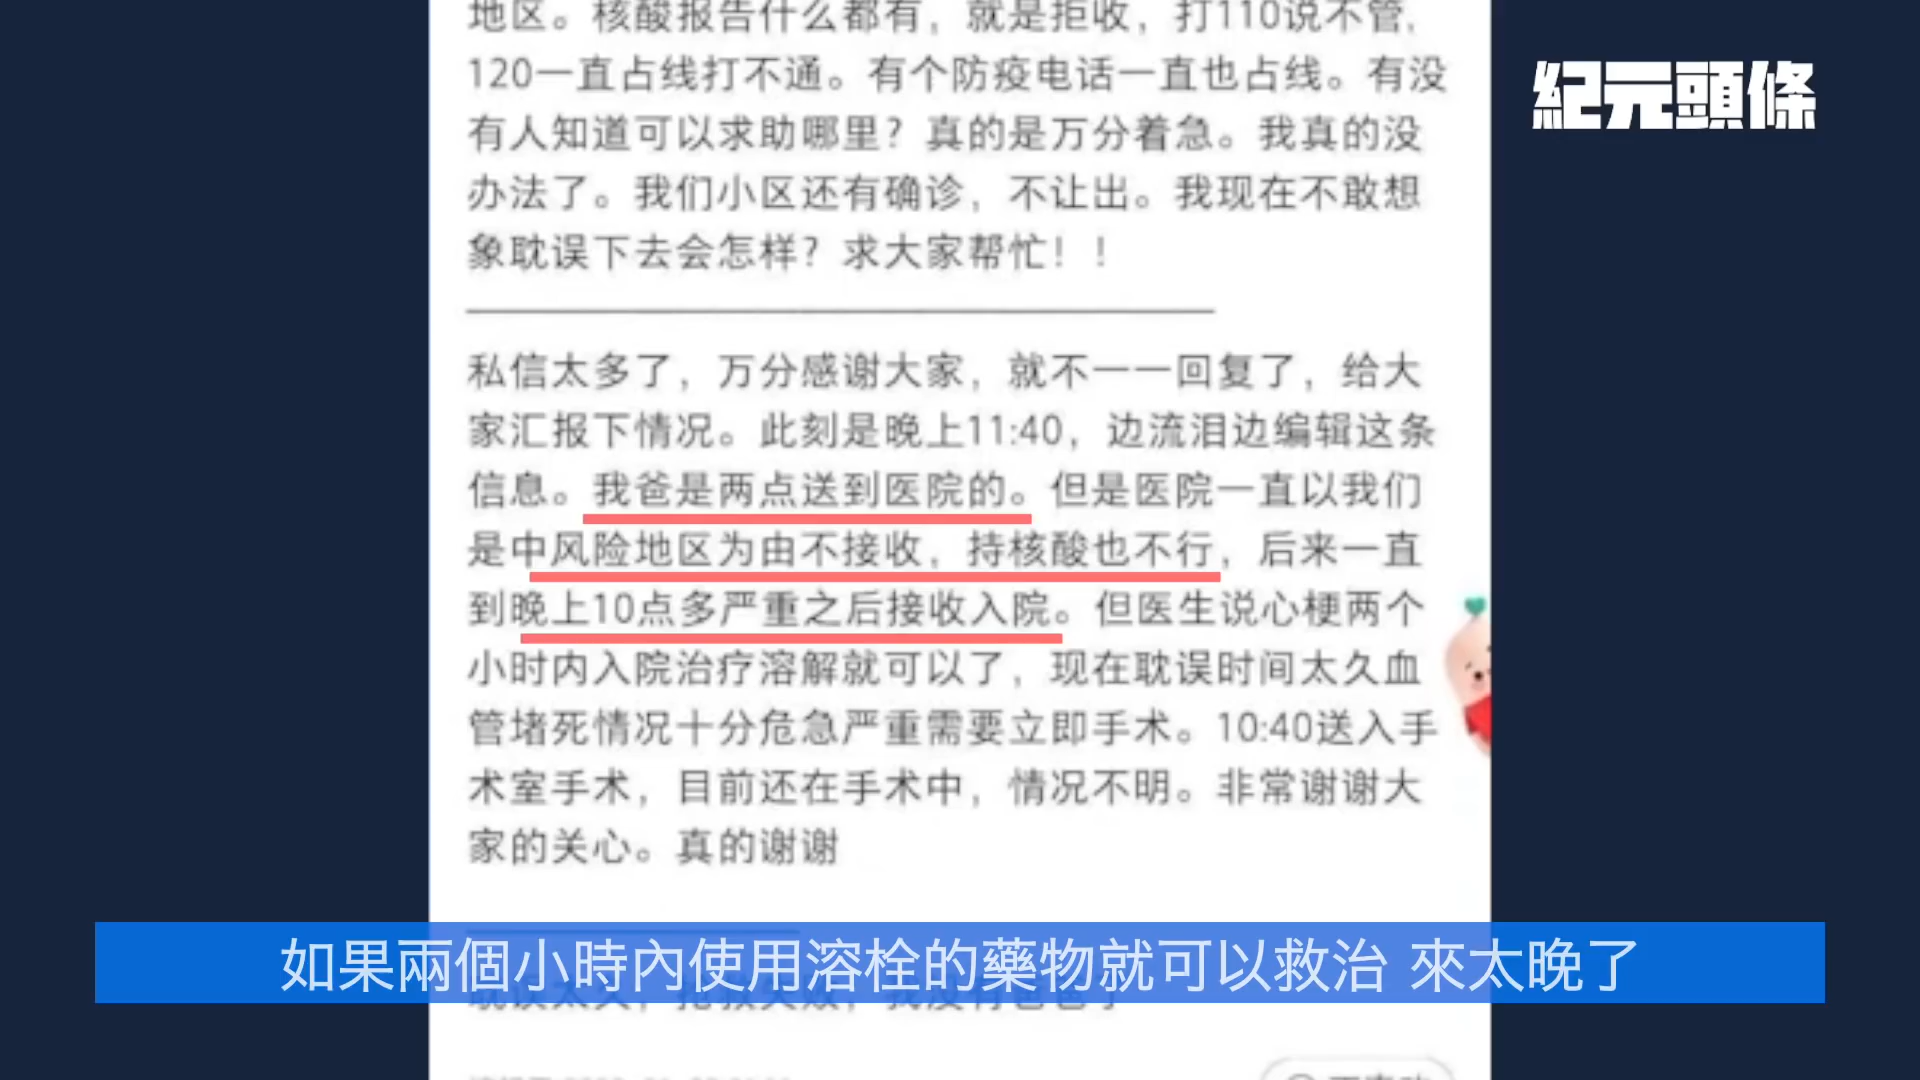 地区。核酸报告什么都有，就是拒收，打110说不管，
紀元頭條
120一直占线打不通。有个防疫电话一直也占线。有没
有人知道可以求助哪里？真的是万分着急。我真的没
办法了。我们小区还有确诊，不让出。我现在不敢想
象耽误下去会怎样？求大家帮忙！！
私信太多了，万分感谢大家，就不一一回复了，给大
家汇报下情况。此刻是晚上11:40，边流泪边编辑这条
信息。我爸是两点送到医院的。但是医院一直以我们
是中风险地区为由不接收，持核酸也不行，后来一直
到晚上10点多严重之后接收入院。但医生说心梗两个
小时内入院治疗溶解就可以了，现在耽误时间太久血
管堵死情况十分危急严重需要立即手术。10:40送入手
术室手术，目前还在手术中，情况不明。非常谢谢大
家的关心。真的谢谢
如果兩個小時內使用溶栓的藥物就可以救治 來太晚了
耽误太久，抢救失败，我没有爸爸了